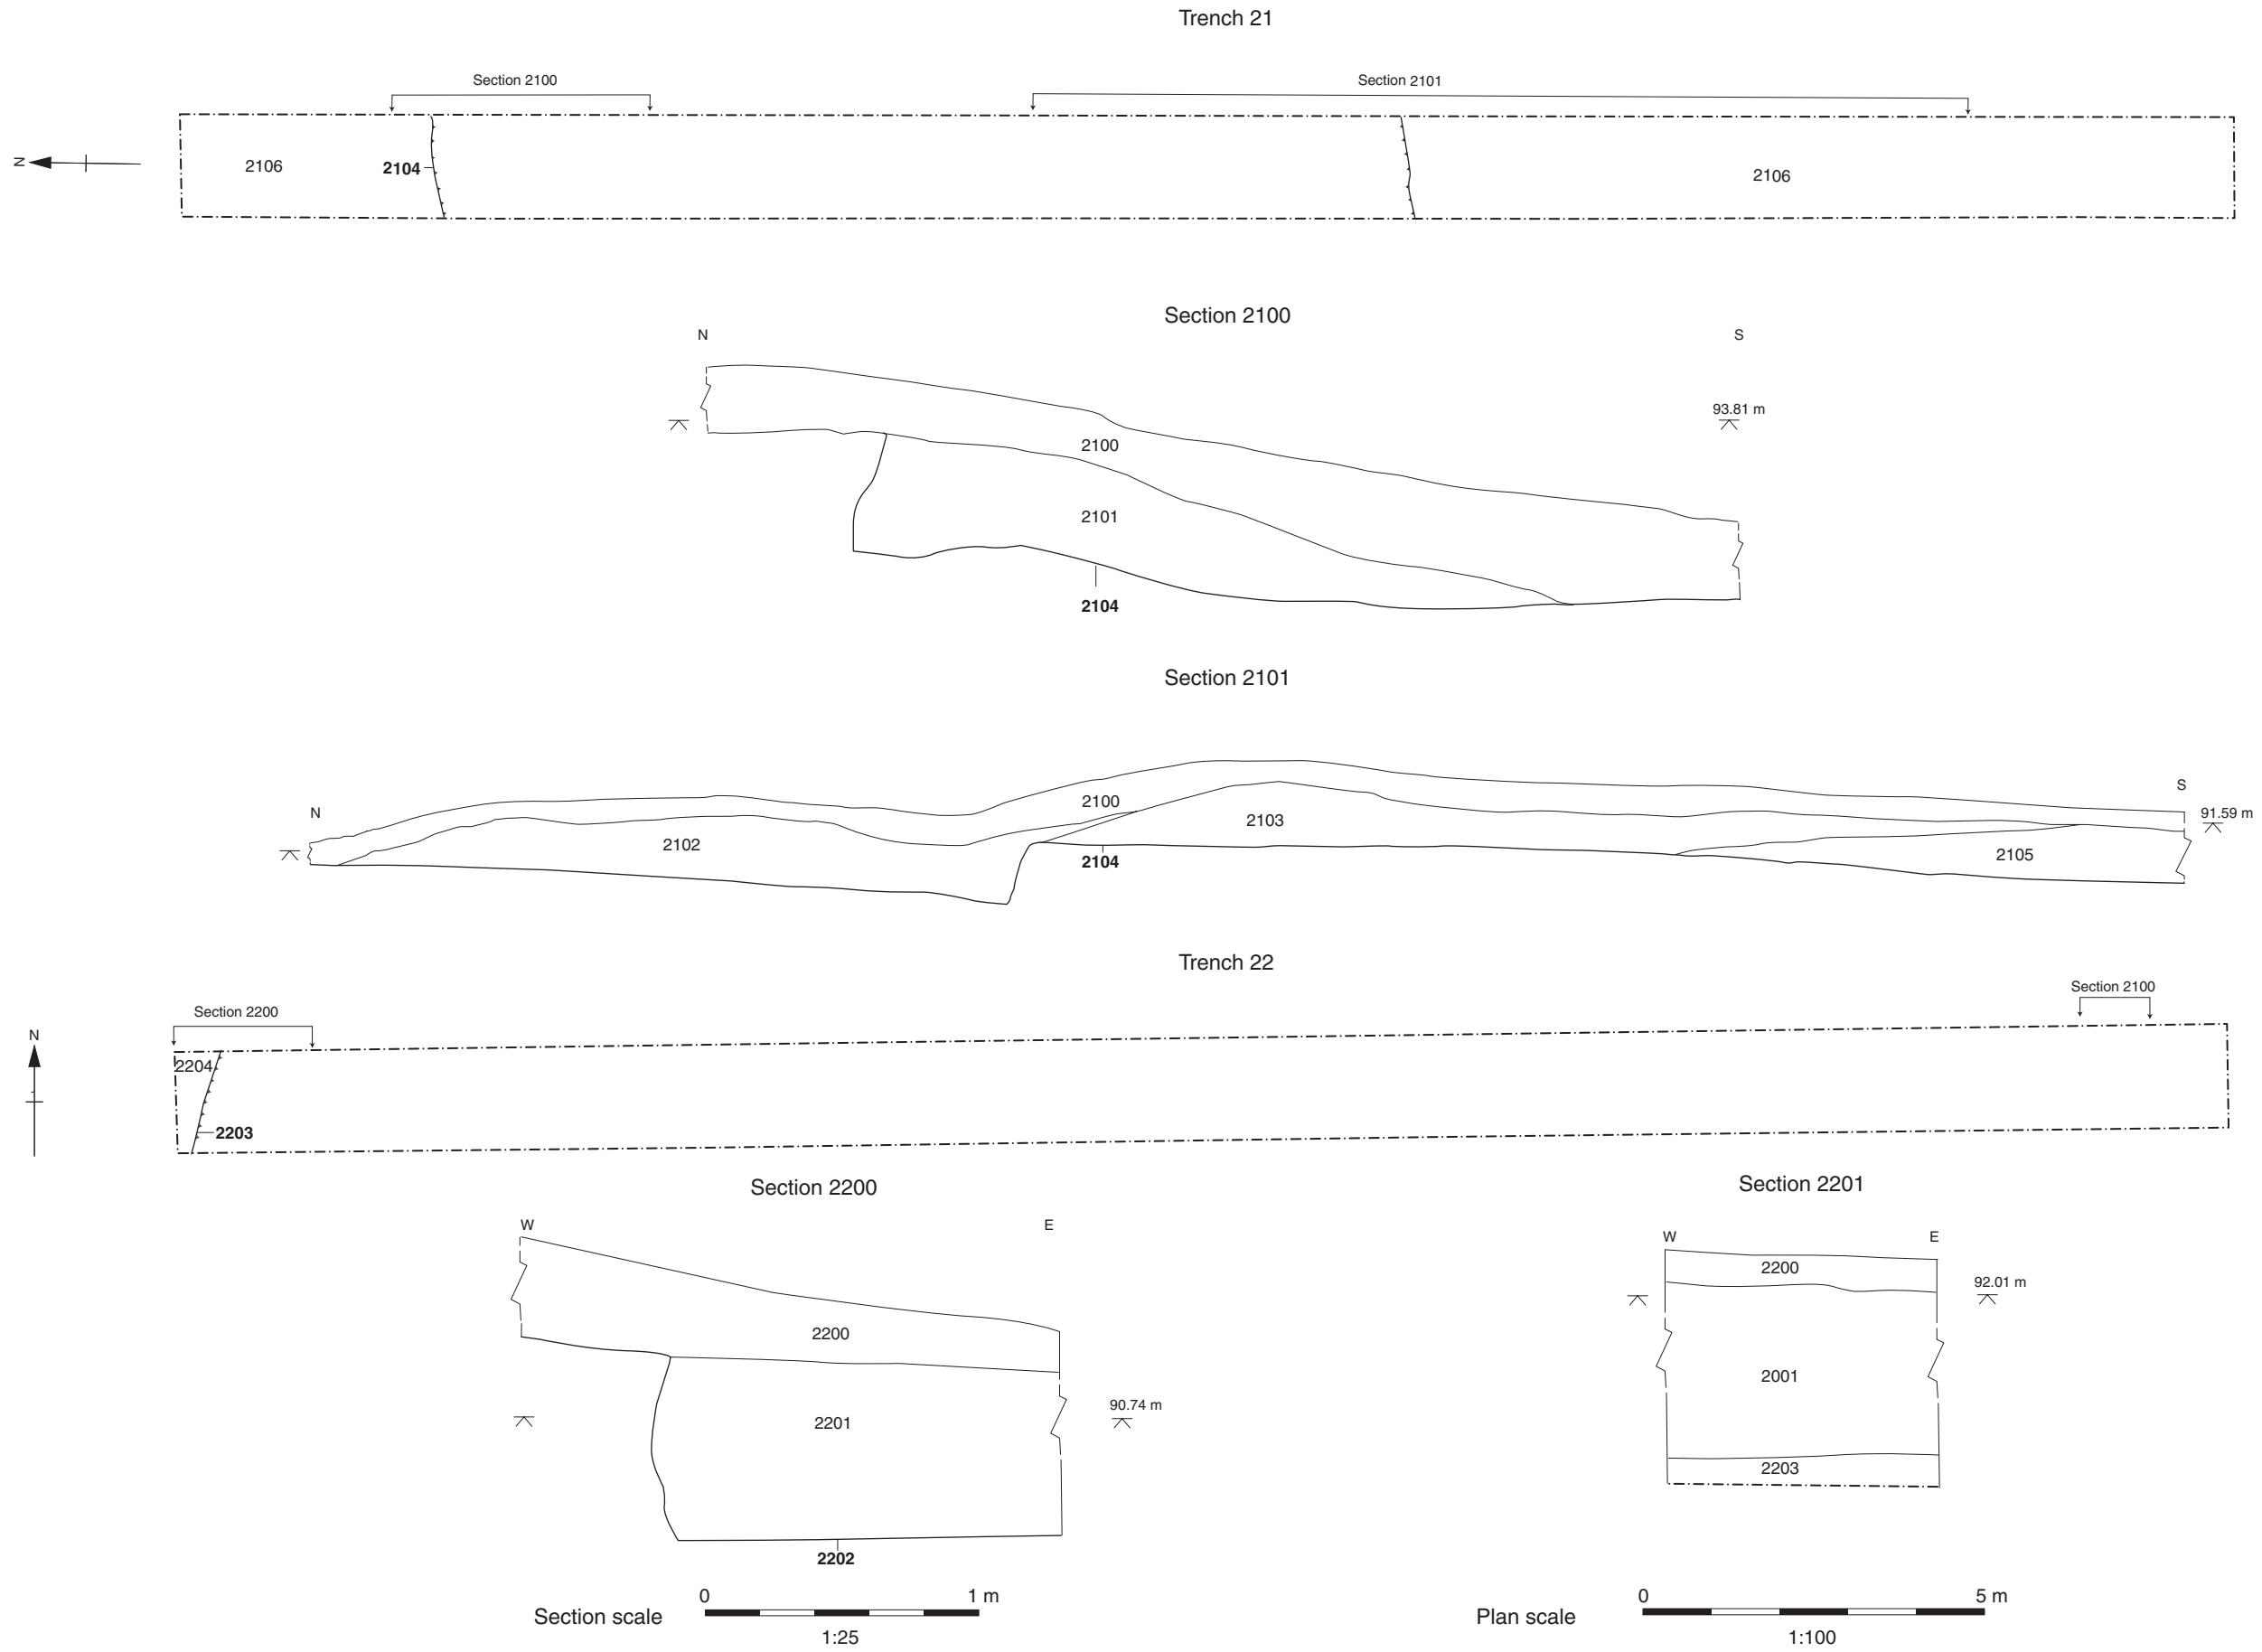 Trench 21
Section 2100
Section 2101
N
2106
2104
2106
Section 2100
N
S
93.81 m
2100
2101
2104
Section 2101
N
S
91.59 m
2100
2103
2102
2104
2105
Trench 22
Section 2200
Section 2100
N
2204
2203
Section 2200
W
E
2200
90.74 m
2201
2202
Section 2201
W
E
2200
92.01 m
2001
2203
Section scale
0
1 m
1:25
Plan scale
0
5 m
1:100